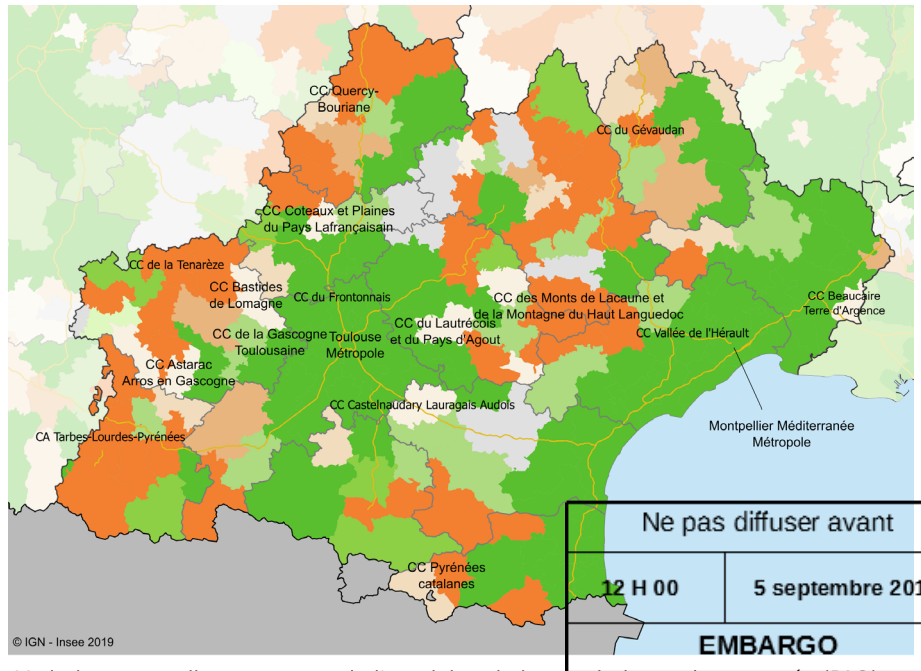 CC Quercy-
Bouriane
CC du Gévaudan
CC Coteaux et Plaines
du Pays Lafrançaisain
CC de la Tenarèze
CC Bastides
de Lomagne
CC du Frontonnais
CC des Monts de Lacaune et
de la Montagne du Haut Languedoc
CC Beaucaire
Terre d'Argence
CC de la Gascogne
Toulousaine
Toulouse
Métropole
CC du Lautrécois
et du Pays d'Agout
CC Vallée de l'Hérault
CC Astarac
Arros en Gascogne
CC Castelnaudary Lauragais Audois
CA Tarbes-Lourdes-Pyrénées
Montpellier Méditerranée
Métropole
CC Pyrénées
catalanes
Ne pas diffuser avant
12 H 00
5 septembre 201
EMBARGO
© IGN - Insee 2019